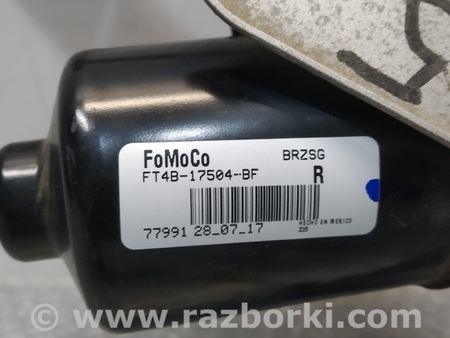 FoMoCo BRZSG
FT4B-17504-BF R
77991 28_07_17
HECHO EN MEXICO
www.razborki.com